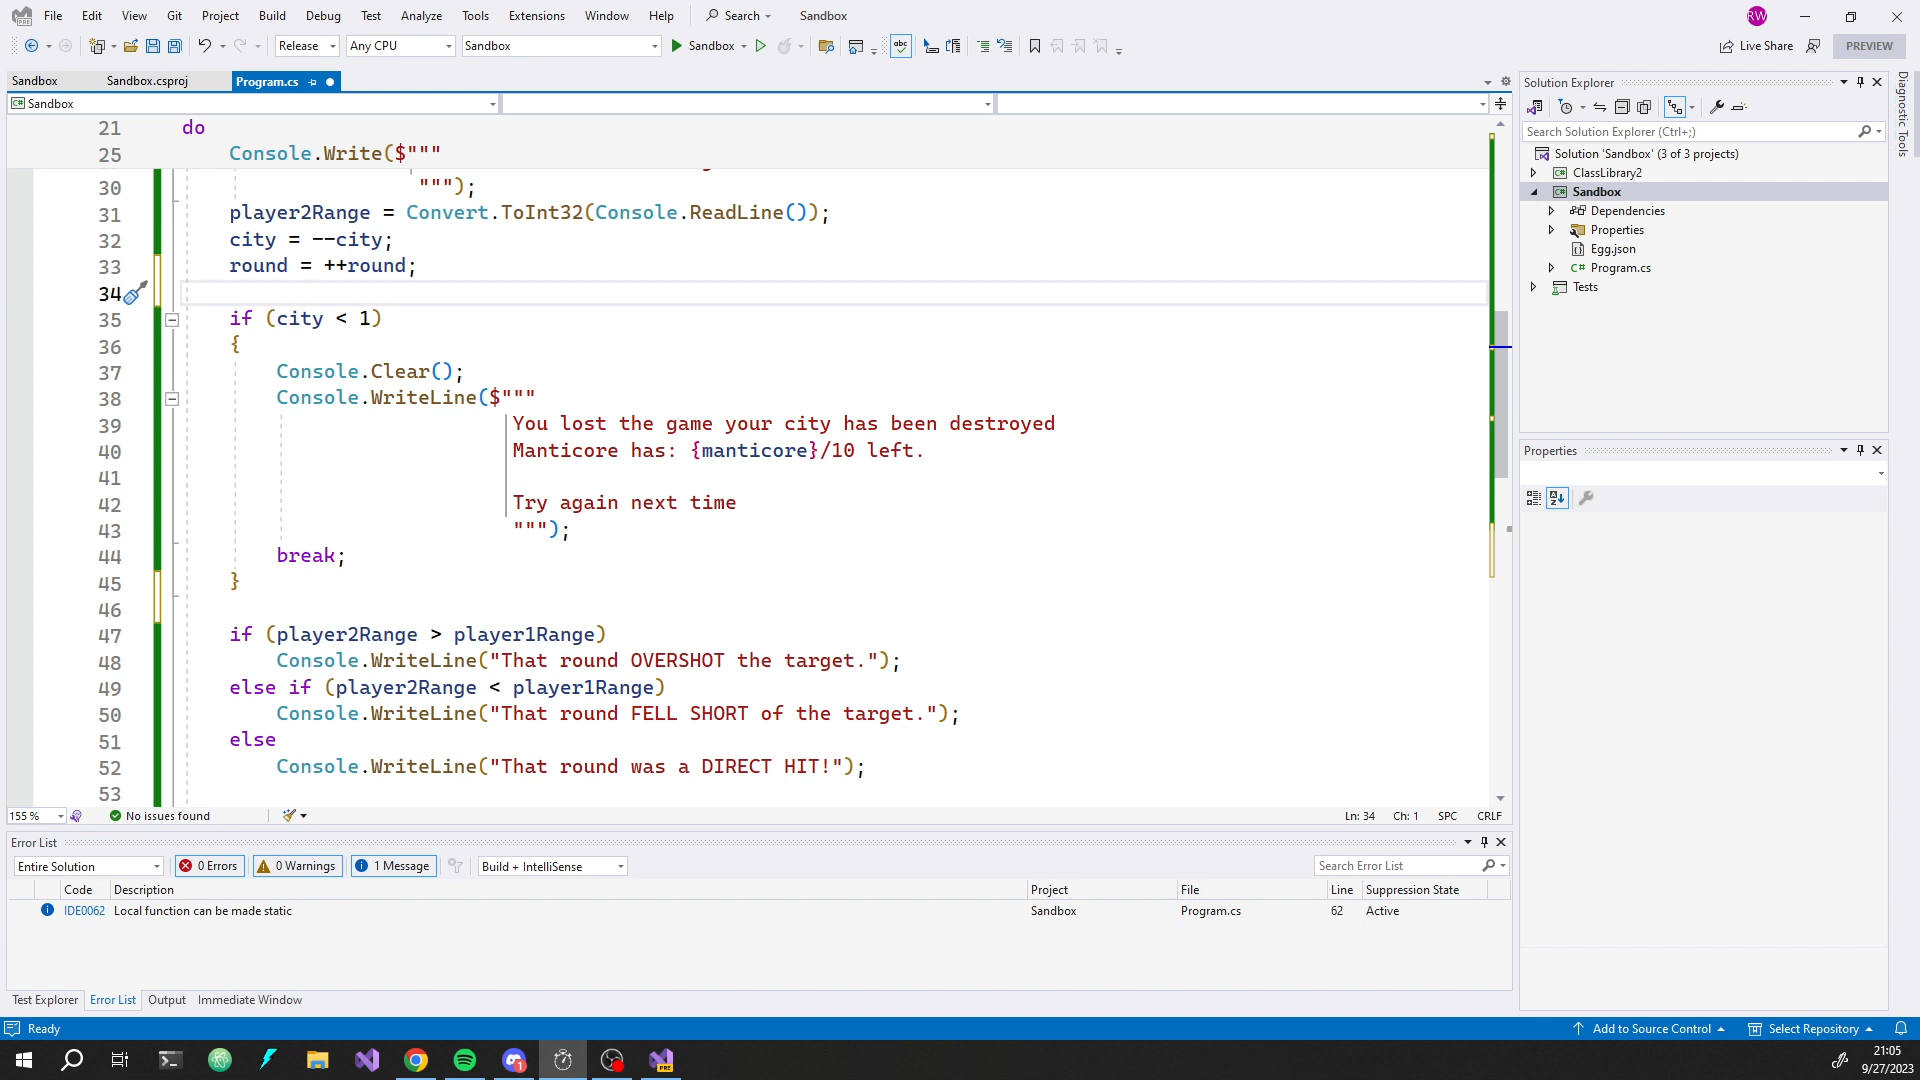 File Edit View Git Project Build Debug Test Analyze Tools Extensions Window Help Search Sandbox RW
Release Any CPU Sandbox Sandbox Live Share PREVIEW
Sandbox Sandbox.csproj Program.cs
C# Sandbox
21 do
25 Console.Write($"""
30 """);
31 player2Range = Convert.ToInt32(Console.ReadLine());
32 city = --city;
33 round = ++round;
34
35 if (city < 1)
36 {
37 Console.Clear();
38 Console.WriteLine($"""
39 You lost the game your city has been destroyed
40 Manticore has: {manticore}/10 left.
41
42 Try again next time
43 """);
44 break;
45 }
46
47 if (player2Range > player1Range)
48 Console.WriteLine("That round OVERSHOT the target.");
49 else if (player2Range < player1Range)
50 Console.WriteLine("That round FELL SHORT of the target.");
51 else
52 Console.WriteLine("That round was a DIRECT HIT!");
53
155 % No issues found Ln: 34 Ch: 1 SPC CRLF
Error List
Entire Solution 0 Errors 0 Warnings 1 Message Build + IntelliSense Search Error List
Code Description Project File Line Suppression State
IDE0062 Local function can be made static Sandbox Program.cs 62 Active
Test Explorer Error List Output Immediate Window
Solution Explorer
Search Solution Explorer (Ctrl+;)
Solution 'Sandbox' (3 of 3 projects)
C# ClassLibrary2
C# Sandbox
Dependencies
Properties
Egg.json
C# Program.cs
Tests
Properties
Diagnostic Tools
Ready Add to Source Control Select Repository
1
PRE
21:05
9/27/2023